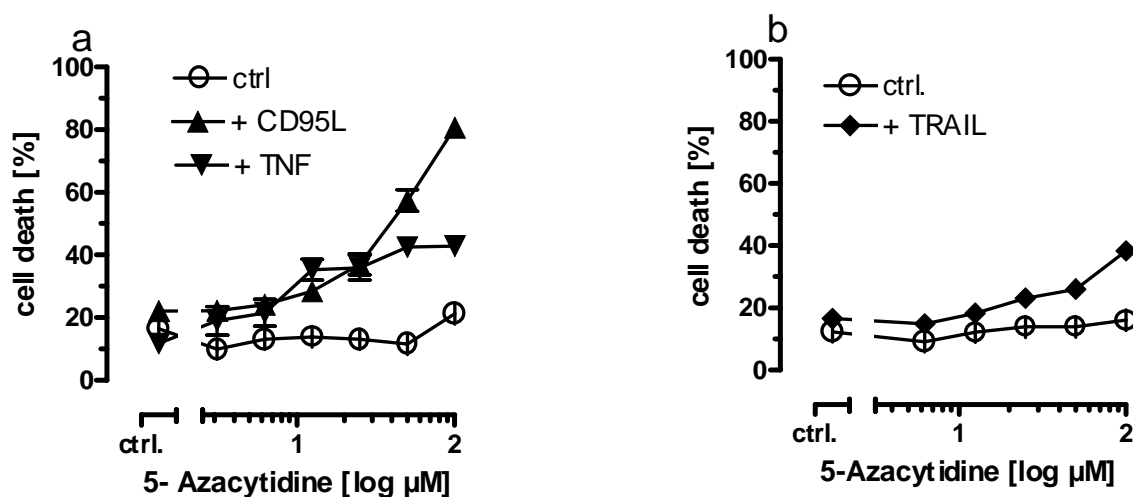 a
100
80
60
40
20
0
cell death [%]
ctrl
+ CD95L
+ TNF
ctrl.
1
2
5- Azacytidine [log µM]
b
100
80
60
40
20
0
cell death [%]
ctrl.
+ TRAIL
ctrl.
1
2
5-Azacytidine [log µM]